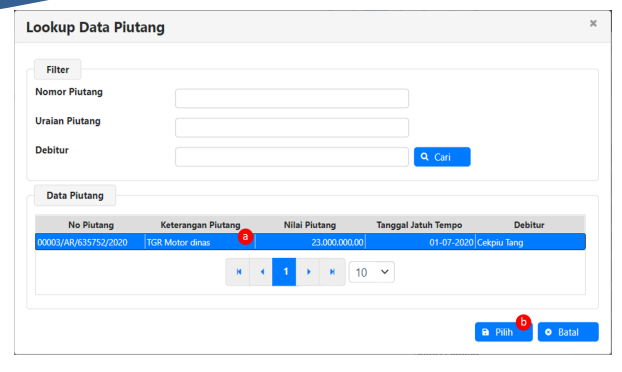 Lookup Data Piutang
×
Filter
Nomor Piutang
Uraian Piutang
Debitur
Cari
Data Piutang
No Piutang Keterangan Piutang Nilai Piutang Tanggal Jatuh Tempo Debitur
a
00003/AR/635752/2020 TGR Motor dinas 23.000.000,00 01-07-2020 Cekpiu Tang
1 10
b
Pilih Batal